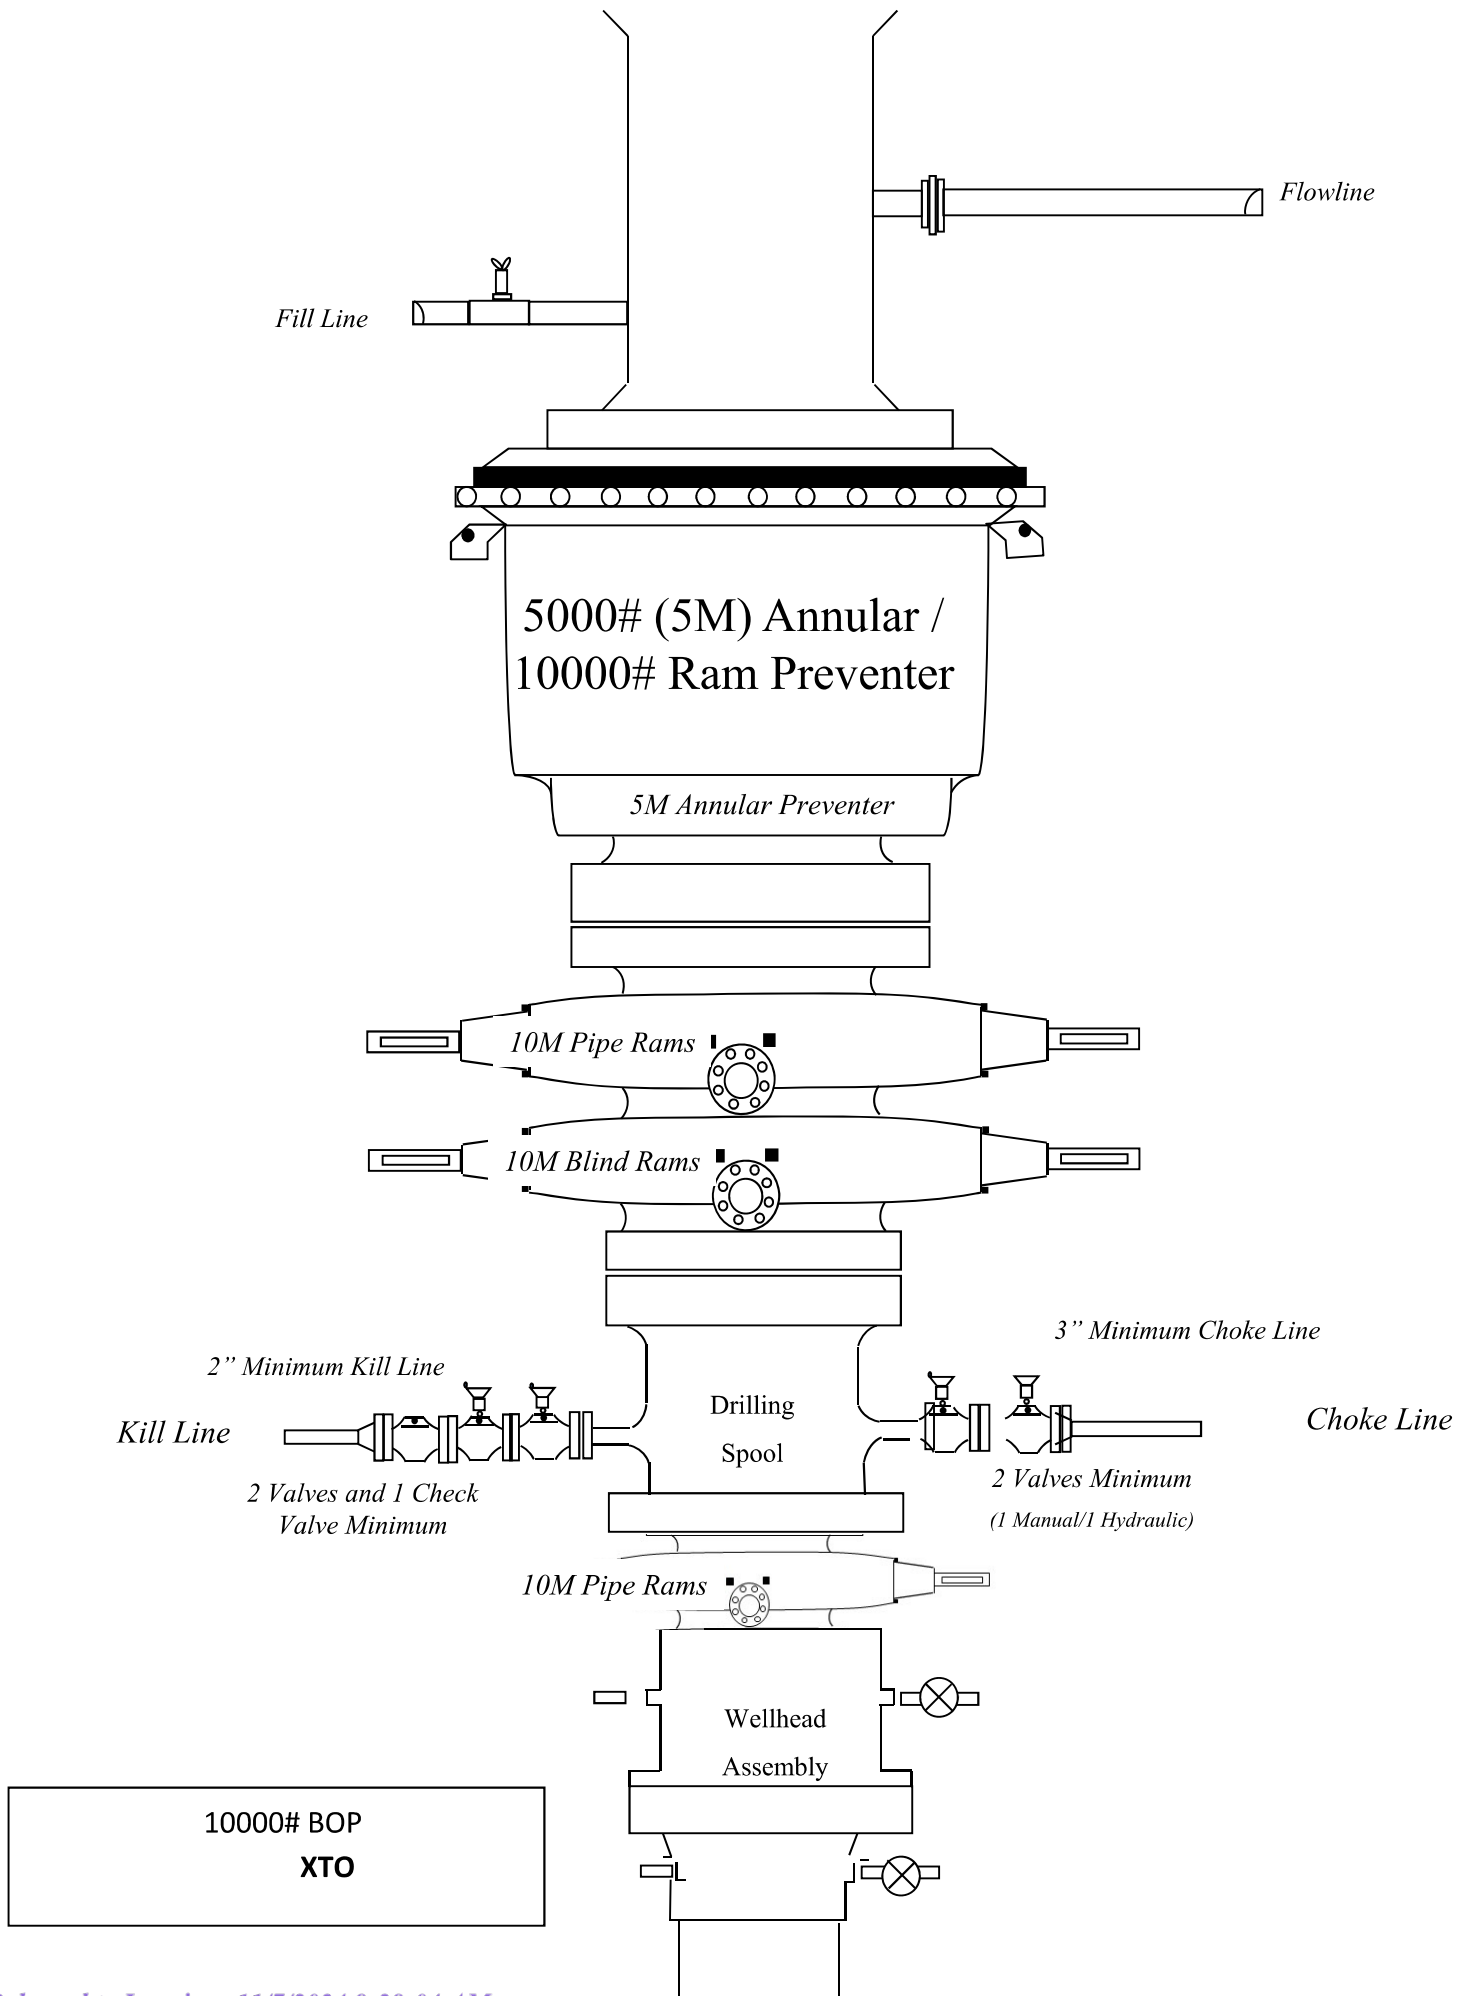 Flowline
Fill Line
5000# (5M) Annular /
10000# Ram Preventer
5M Annular Preventer
10M Pipe Rams
10M Blind Rams
3” Minimum Choke Line
2” Minimum Kill Line
Drilling
Spool
Kill Line
Choke Line
2 Valves and 1 Check
Valve Minimum
2 Valves Minimum
(1 Manual/1 Hydraulic)
10M Pipe Rams
Wellhead
Assembly
10000# BOP
XTO